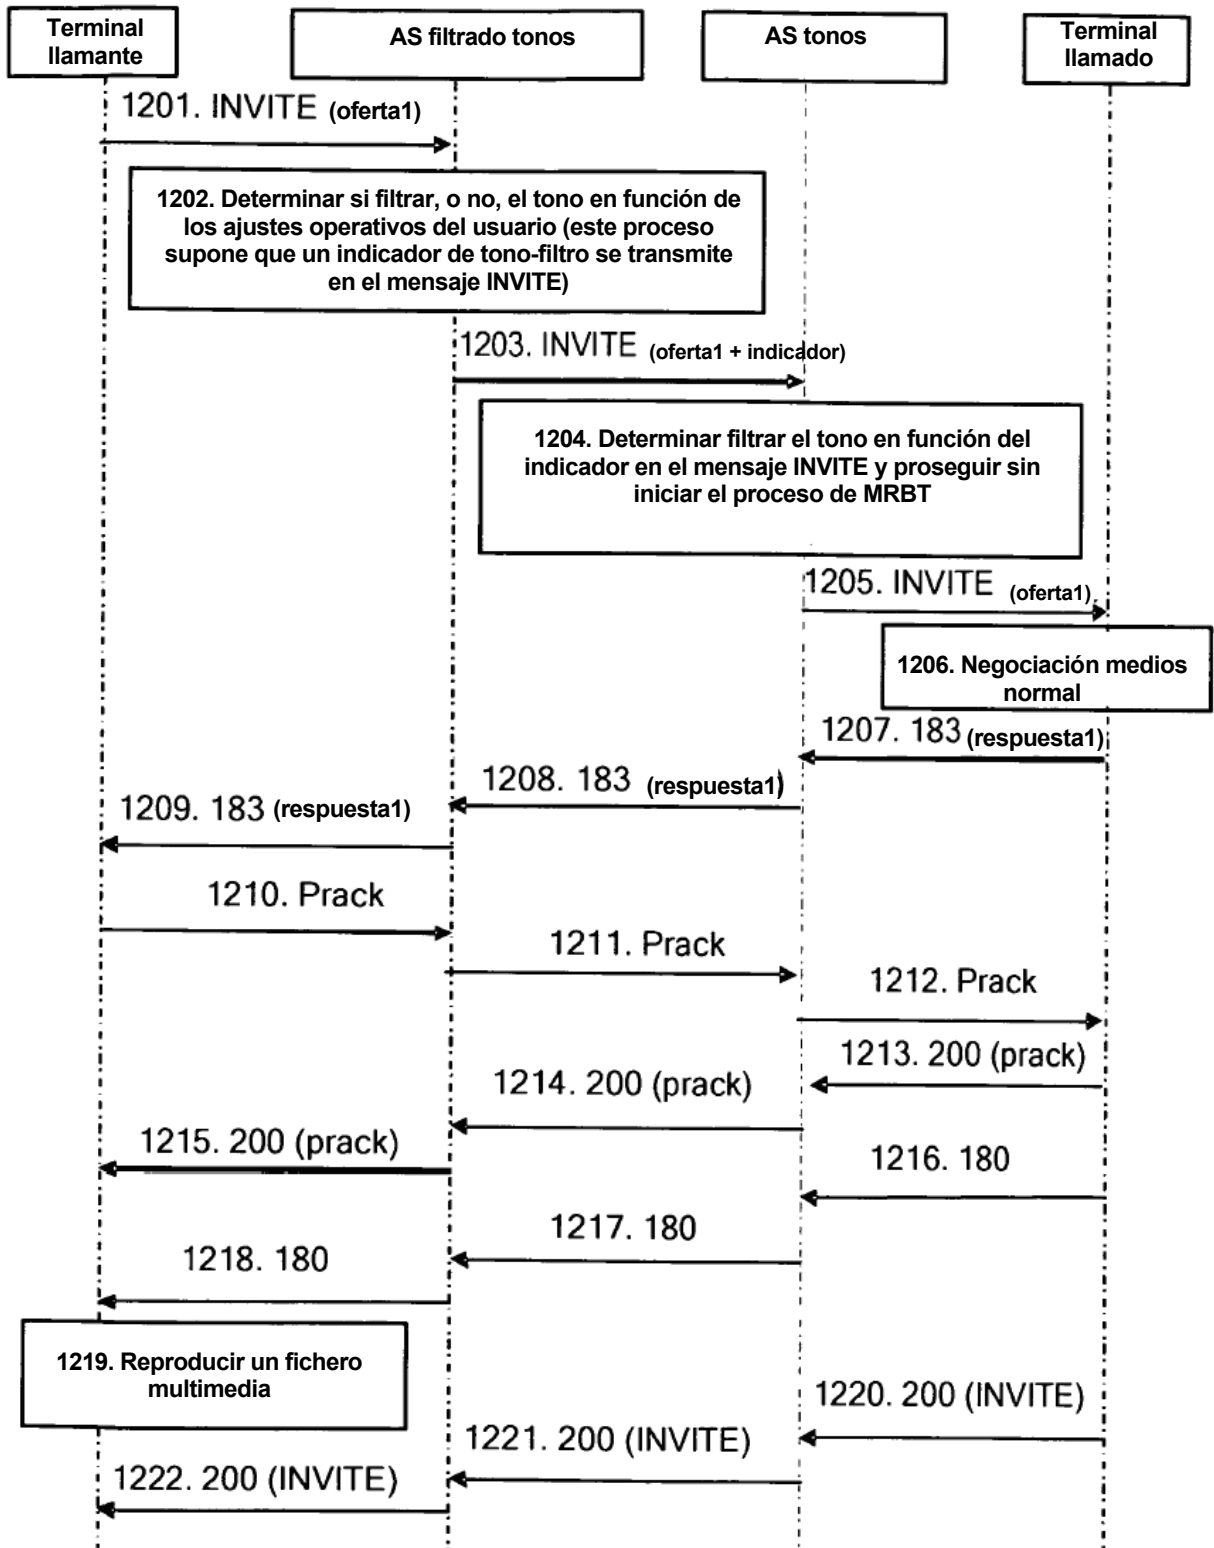 Terminal
llamante
AS filtrado tonos
AS tonos
Terminal
llamado
1201. INVITE (oferta1)
1202. Determinar si filtrar, o no, el tono en función de
los ajustes operativos del usuario (este proceso
supone que un indicador de tono-filtro se transmite
en el mensaje INVITE)
1203. INVITE (oferta1 + indicador)
1204. Determinar filtrar el tono en función del
indicador en el mensaje INVITE y proseguir sin
iniciar el proceso de MRBT
1205. INVITE (oferta1)
1206. Negociación medios
normal
1207. 183 (respuesta1)
1208. 183 (respuesta1)
1209. 183 (respuesta1)
1210. Prack
1211. Prack
1212. Prack
1213. 200 (prack)
1214. 200 (prack)
1215. 200 (prack)
1216. 180
1217. 180
1218. 180
1219. Reproducir un fichero
multimedia
1220. 200 (INVITE)
1221. 200 (INVITE)
1222. 200 (INVITE)